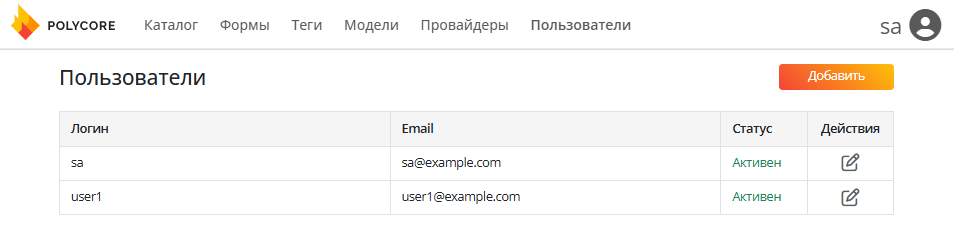 POLYCORE Каталог Формы Теги Модели Провайдеры Пользователи sa
Пользователи Добавить
Логин Email Статус Действия
sa sa@example.com Активен
user1 user1@example.com Активен